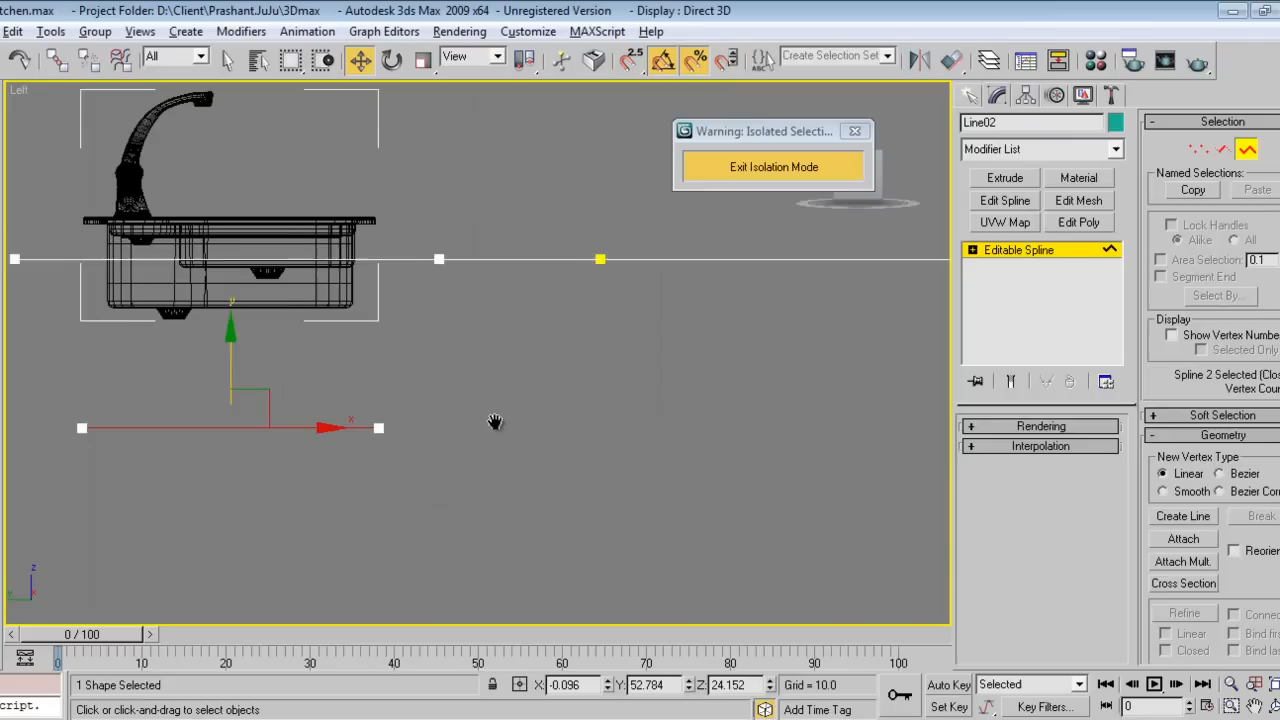 tchen.max - Project Folder: D:\Client\Prashant.JuJu\3Dmax - Autodesk 3ds Max 2009 x64 - Unregistered Version - Display : Direct 3D
Edit Tools Group Views Create Modifiers Animation Graph Editors Rendering Customize MAXScript Help
All View 2.5 ABC Create Selection Set
Left
Warning: Isolated Selecti...
Exit Isolation Mode
Line02
Modifier List
Extrude Material
Edit Spline Edit Mesh
UVW Map Edit Poly
Editable Spline
Rendering
Interpolation
Selection
Named Selections:
Copy Paste
Lock Handles
Alike All
Area Selection: 0.1
Segment End
Select By...
Display
Show Vertex Number
Selected Only
Spline 2 Selected (Clos
Vertex Cou
Soft Selection
Geometry
New Vertex Type
Linear Bezier
Smooth Bezier Cor
Create Line Break
Attach Reorien
Attach Mult.
Cross Section
Refine Connec
Linear Bind fir
Closed Bind las
y
x
z
x
0 / 100
0 10 20 30 40 50 60 70 80 90 100
1 Shape Selected X: -0.096 Y: 52.784 Z: 24.152 Grid = 10.0 Auto Key Selected
script. Click or click-and-drag to select objects Add Time Tag Set Key Key Filters... 0